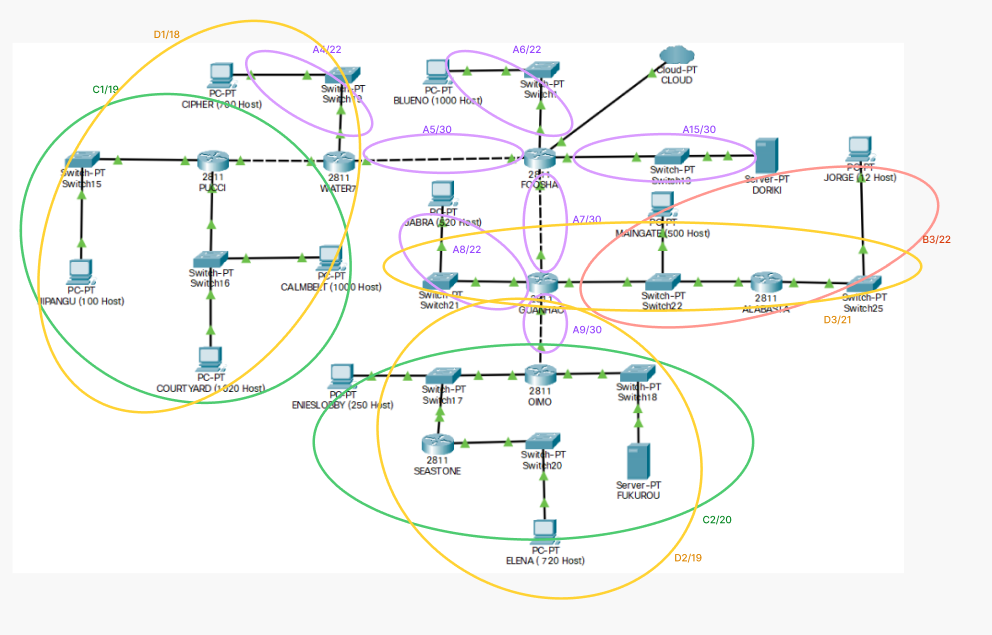 D1/18
A4/22
A6/22
Cloud-PT
CLOUD
PC-PT
Switch-PT
PC-PT
Switch-PT
C1/19
CIPHER (700 Host)
BLUENO (1000 Host)
Switch1
A5/30
A15/30
Switch-PT
Switch15
2811
PUCCI
2811
WATER7
2811
FOOSHA
Switch-PT
Server-PT
DORIKI
PC-PT
JORGE (12 Host)
PC-PT
JABRA (520 Host)
A7/30
PC-PT
MAINGATE (500 Host)
B3/22
A8/22
Switch-PT
Switch16
PC-PT
CALMBELT (1000 Host)
PC-PT
(100 Host)
Switch-PT
Switch21
2811
GUANHAO
Switch-PT
Switch22
2811
ALABASTA
Switch-PT
Switch25
D3/21
A9/30
PC-PT
COURTYARD (1020 Host)
PC-PT
ENIESLOBBY (250 Host)
Switch-PT
Switch17
2811
OIMO
Switch-PT
Switch18
2811
SEASTONE
Switch-PT
Switch20
Server-PT
FUKUROU
C2/20
PC-PT
ELENA ( 720 Host)
D2/19